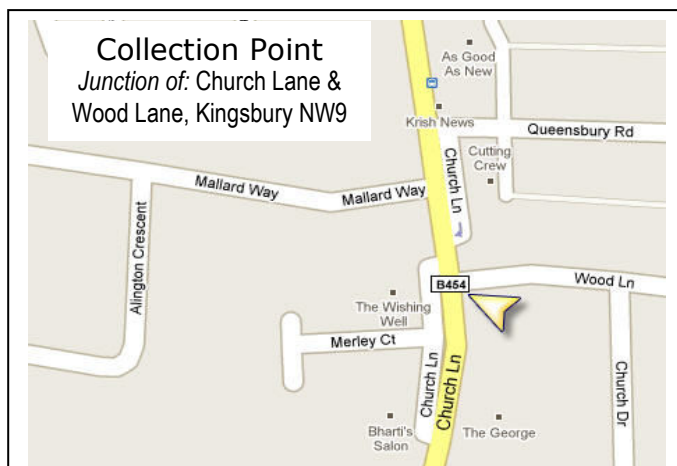 Collection Point
Junction of: Church Lane &
Wood Lane, Kingsbury NW9
As Good
As New
Krish News
Queensbury Rd
Cutting
Crew
Church Ln
Mallard Way
Mallard Way
Alington Crescent
B454
Wood Ln
The Wishing
Well
Merley Ct
Church Ln
Church Ln
Church Dr
Bharti's
Salon
The George